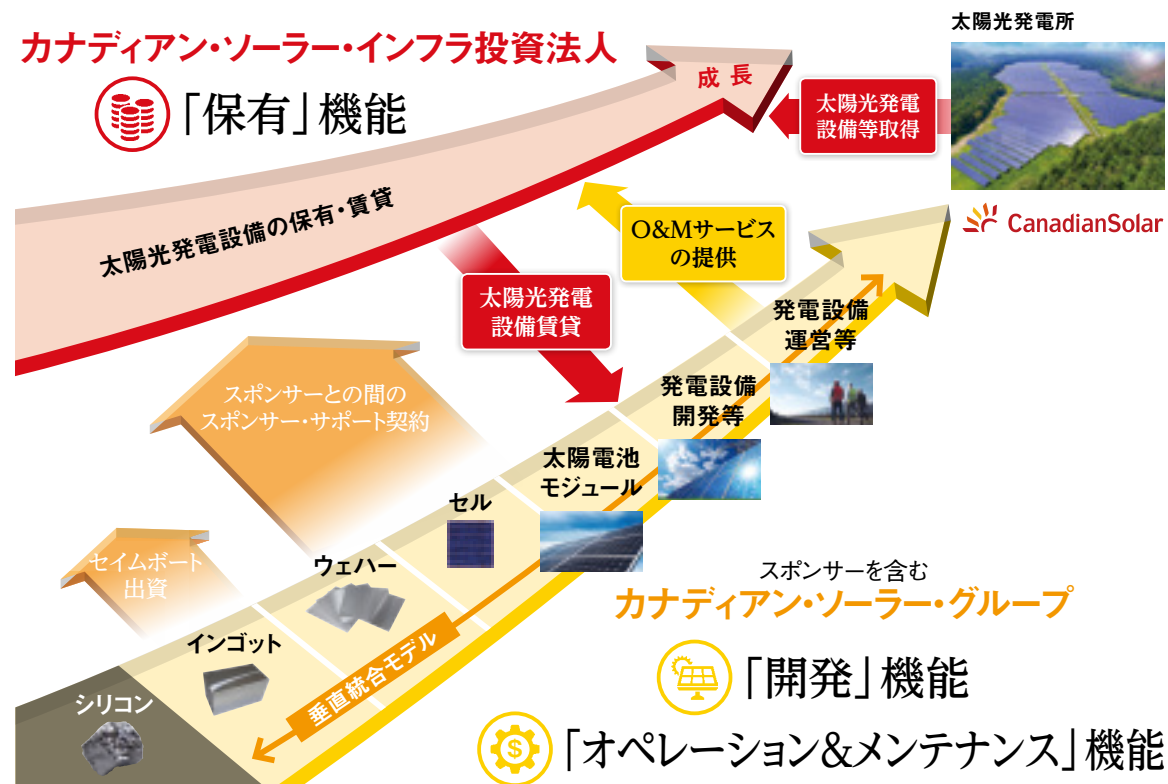 カナディアン・ソーラー・インフラ投資法人
「保有」機能
成長
太陽光発電所
太陽光発電
設備等取得
CanadianSolar
太陽光発電設備の保有・賃貸
O&Mサービス
の提供
太陽光発電
設備賃貸
スポンサーとの間の
スポンサー・サポート契約
セイムボート
出資
発電設備
運営等
発電設備
開発等
太陽電池
モジュール
セル
ウェハー
インゴット
シリコン
垂直統合モデル
スポンサーを含む
カナディアン・ソーラー・グループ
「開発」機能
$
「オペレーション&メンテナンス」機能